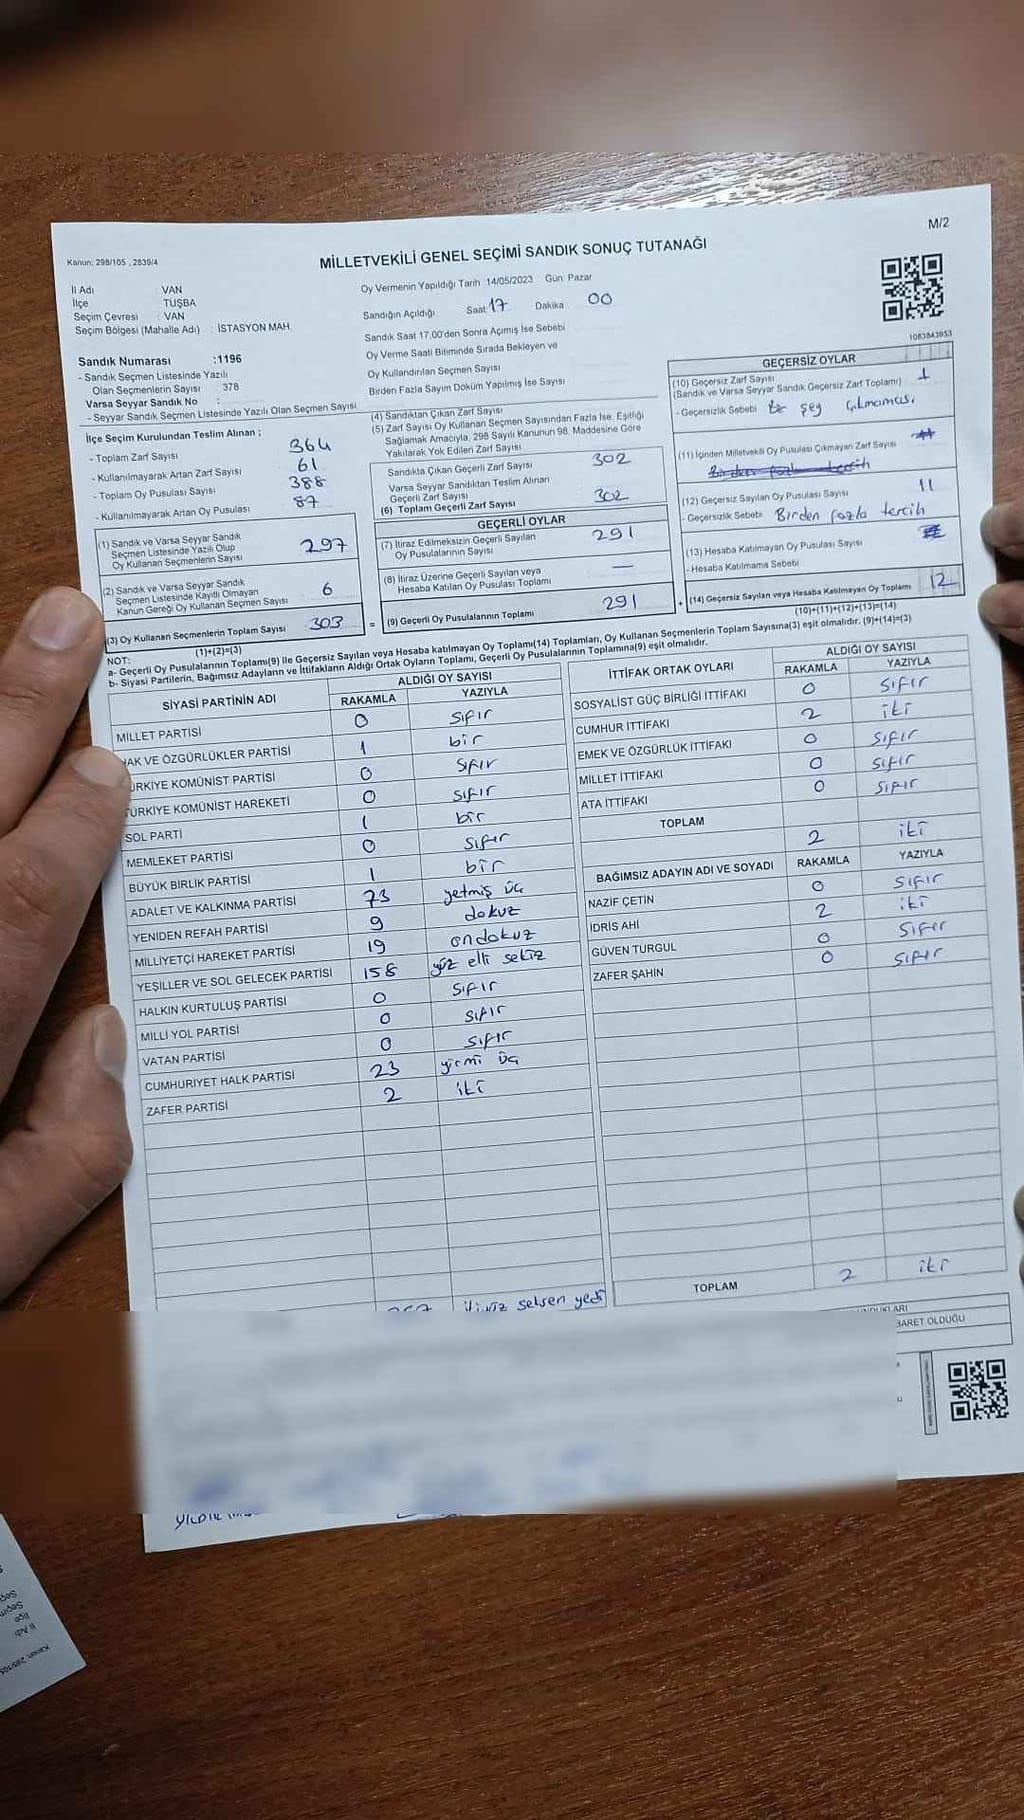 M/2
Kanun: 298/105 , 2839/4
MİLLETVEKİLİ GENEL SEÇİMİ SANDIK SONUÇ TUTANAĞI
İl Adı : VAN
İlçe TUŞBA
Seçim Çevresi : VAN
Seçim Bölgesi (Mahalle Adı) : İSTASYON MAH.
Sandık Numarası :1196
- Sandık Seçmen Listesinde Yazılı
Olan Seçmenlerin Sayısı : 378
Varsa Seyyar Sandık No :
- Seyyar Sandık Seçmen Listesinde Yazılı Olan Seçmen Sayısı
Oy Vermenin Yapıldığı Tarih 14/05/2023 Gün Pazar
Sandığın Açıldığı Saat 17 Dakika 00
Sandık Saat 17.00'den Sonra Açımış İse Sebebi
Oy Verme Saati Bitiminde Sırada Bekleyen ve
Oy Kullandırılan Seçmen Sayısı
Birden Fazla Sayım Döküm Yapılmış İse Sayısı
İlçe Seçim Kurulundan Teslim Alınan ;
- Toplam Zarf Sayısı 364
- Kullanılmayarak Artan Zarf Sayısı 61
- Toplam Oy Pusulası Sayısı 388
- Kullanılmayarak Artan Oy Pusulası 87
(1) Sandık ve Varsa Seyyar Sandık
Seçmen Listesinde Yazılı Olup
Oy Kullanan Seçmenlerin Sayısı 297
(2) Sandık ve Varsa Seyyar Sandık
Seçmen Listesinde Kayıtlı Olmayan
Kanun Gereği Oy Kullanan Seçmen Sayısı 6
(3) Oy Kullanan Seçmenlerin Toplam Sayısı 303 =
(1)+(2)=(3)
(4) Sandıktan Çıkan Zarf Sayısı
(5) Zarf Sayısı Oy Kullanan Seçmen Sayısından Fazla İse, Eşitliği
Sağlamak Amacıyla, 298 Sayılı Kanunun 98. Maddesine Göre
Yakılarak Yok Edilen Zarf Sayısı
Sandıkta Çıkan Geçerli Zarf Sayısı 302
Varsa Seyyar Sandıktan Teslim Alınan
Geçerli Zarf Sayısı
(6) Toplam Geçerli Zarf Sayısı 302
GEÇERLİ OYLAR
(7) İtiraz Edilmeksizin Geçerli Sayılan
Oy Pusulalarının Sayısı 291
(8) İtiraz Üzerine Geçerli Sayılan veya
Hesaba Katılan Oy Pusulası Toplamı —
(9) Geçerli Oy Pusulalarının Toplamı 291 +
1083843953
GEÇERSİZ OYLAR
(10) Geçersiz Zarf Sayısı
(Sandık ve Varsa Seyyar Sandık Geçersiz Zarf Toplamı) 1
- Geçersizlik Sebebi Bir şey çıkmaması
(11) İçinden Milletvekili Oy Pusulası Çıkmayan Zarf Sayısı
Birden fazla tercih
(12) Geçersiz Sayılan Oy Pusulası Sayısı 11
- Geçersizlik Sebebi Birden fazla tercih
(13) Hesaba Katılmayan Oy Pusulası Sayısı
- Hesaba Katılmama Sebebi
(14) Geçersiz Sayılan veya Hesaba Katılmayan Oy Toplamı 12
(10)+(11)+(12)+(13)=(14)
NOT:
a- Geçerli Oy Pusulalarının Toplamı(9) ile Geçersiz Sayılan veya Hesaba katılmayan Oy Toplamı(14) Toplamları, Oy Kullanan Seçmenlerin Toplam Sayısına(3) eşit olmalıdır. (9)+(14)=(3)
b- Siyasi Partilerin, Bağımsız Adayların ve İttifakların Aldığı Ortak Oyların Toplamı, Geçerli Oy Pusulalarının Toplamına(9) eşit olmalıdır.
SİYASİ PARTİNİN ADI ALDIĞI OY SAYISI
RAKAMLA YAZIYLA
MİLLET PARTİSİ 0 sıfır
HAK VE ÖZGÜRLÜKLER PARTİSİ 1 bir
TÜRKİYE KOMÜNİST PARTİSİ 0 sıfır
TÜRKİYE KOMÜNİST HAREKETİ 0 sıfır
SOL PARTİ 1 bir
MEMLEKET PARTİSİ 0 sıfır
BÜYÜK BİRLİK PARTİSİ 1 bir
ADALET VE KALKINMA PARTİSİ 73 yetmiş üç
YENİDEN REFAH PARTİSİ 9 dokuz
MİLLİYETÇİ HAREKET PARTİSİ 19 on dokuz
YEŞİLLER VE SOL GELECEK PARTİSİ 158 yüz elli sekiz
HALKIN KURTULUŞ PARTİSİ 0 sıfır
MİLLİ YOL PARTİSİ 0 sıfır
VATAN PARTİSİ 0 sıfır
CUMHURİYET HALK PARTİSİ 23 yirmi üç
ZAFER PARTİSİ 2 iki
ikiyüz seksen yedi
İTTİFAK ORTAK OYLARI ALDIĞI OY SAYISI
RAKAMLA YAZIYLA
SOSYALİST GÜÇ BİRLİĞİ İTTİFAKI 0 sıfır
CUMHUR İTTİFAKI 2 iki
EMEK VE ÖZGÜRLÜK İTTİFAKI 0 sıfır
MİLLET İTTİFAKI 0 sıfır
ATA İTTİFAKI 0 sıfır
TOPLAM 2 iki
BAĞIMSIZ ADAYIN ADI VE SOYADI RAKAMLA YAZIYLA
NAZİF ÇETİN 0 sıfır
İDRİS AHİ 2 iki
GÜVEN TURGUL 0 sıfır
ZAFER ŞAHİN 0 sıfır
TOPLAM 2 iki
BARET OLDUĞU